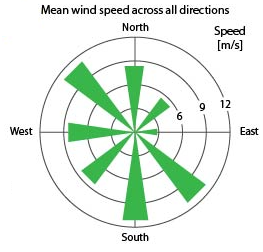 Mean wind speed across all directions
North
Speed
[m/s]
12
9
6
West
East
South